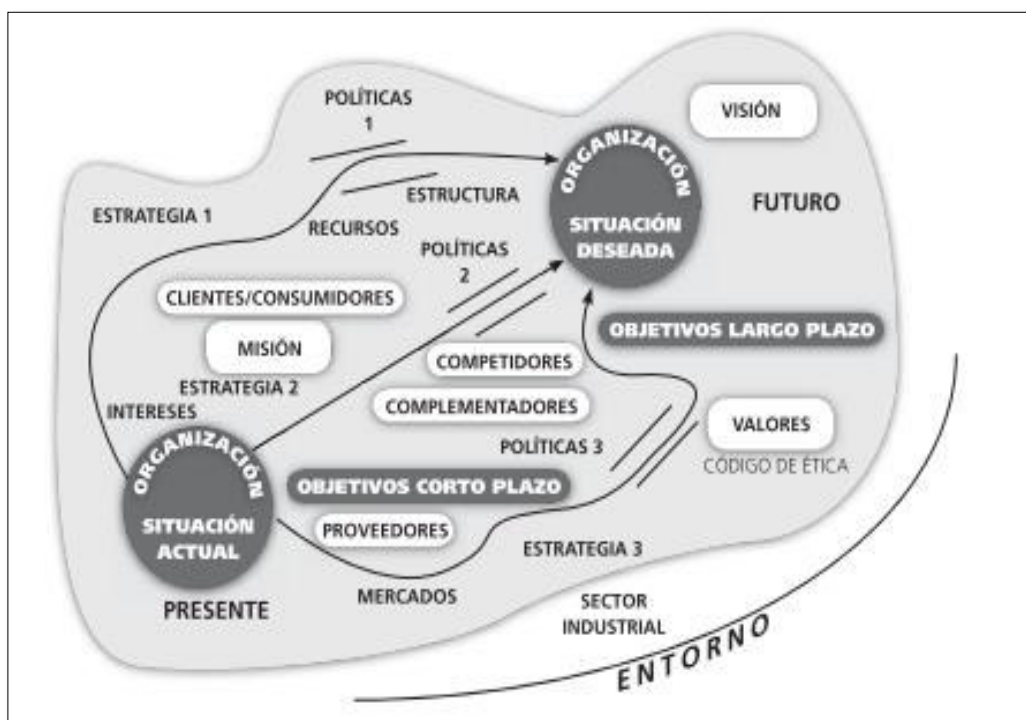 POLÍTICAS
1
VISIÓN
ORGANIZACIÓN
SITUACIÓN
DESEADA
FUTURO
ESTRUCTURA
ESTRATEGIA 1
RECURSOS
POLÍTICAS
2
CLIENTES/CONSUMIDORES
MISIÓN
OBJETIVOS LARGO PLAZO
COMPETIDORES
ESTRATEGIA 2
COMPLEMENTADORES
INTERESES
VALORES
CÓDIGO DE ÉTICA
POLÍTICAS 3
ORGANIZACIÓN
SITUACIÓN
ACTUAL
OBJETIVOS CORTO PLAZO
PROVEEDORES
ESTRATEGIA 3
MERCADOS
PRESENTE
SECTOR
INDUSTRIAL
ENTORNO